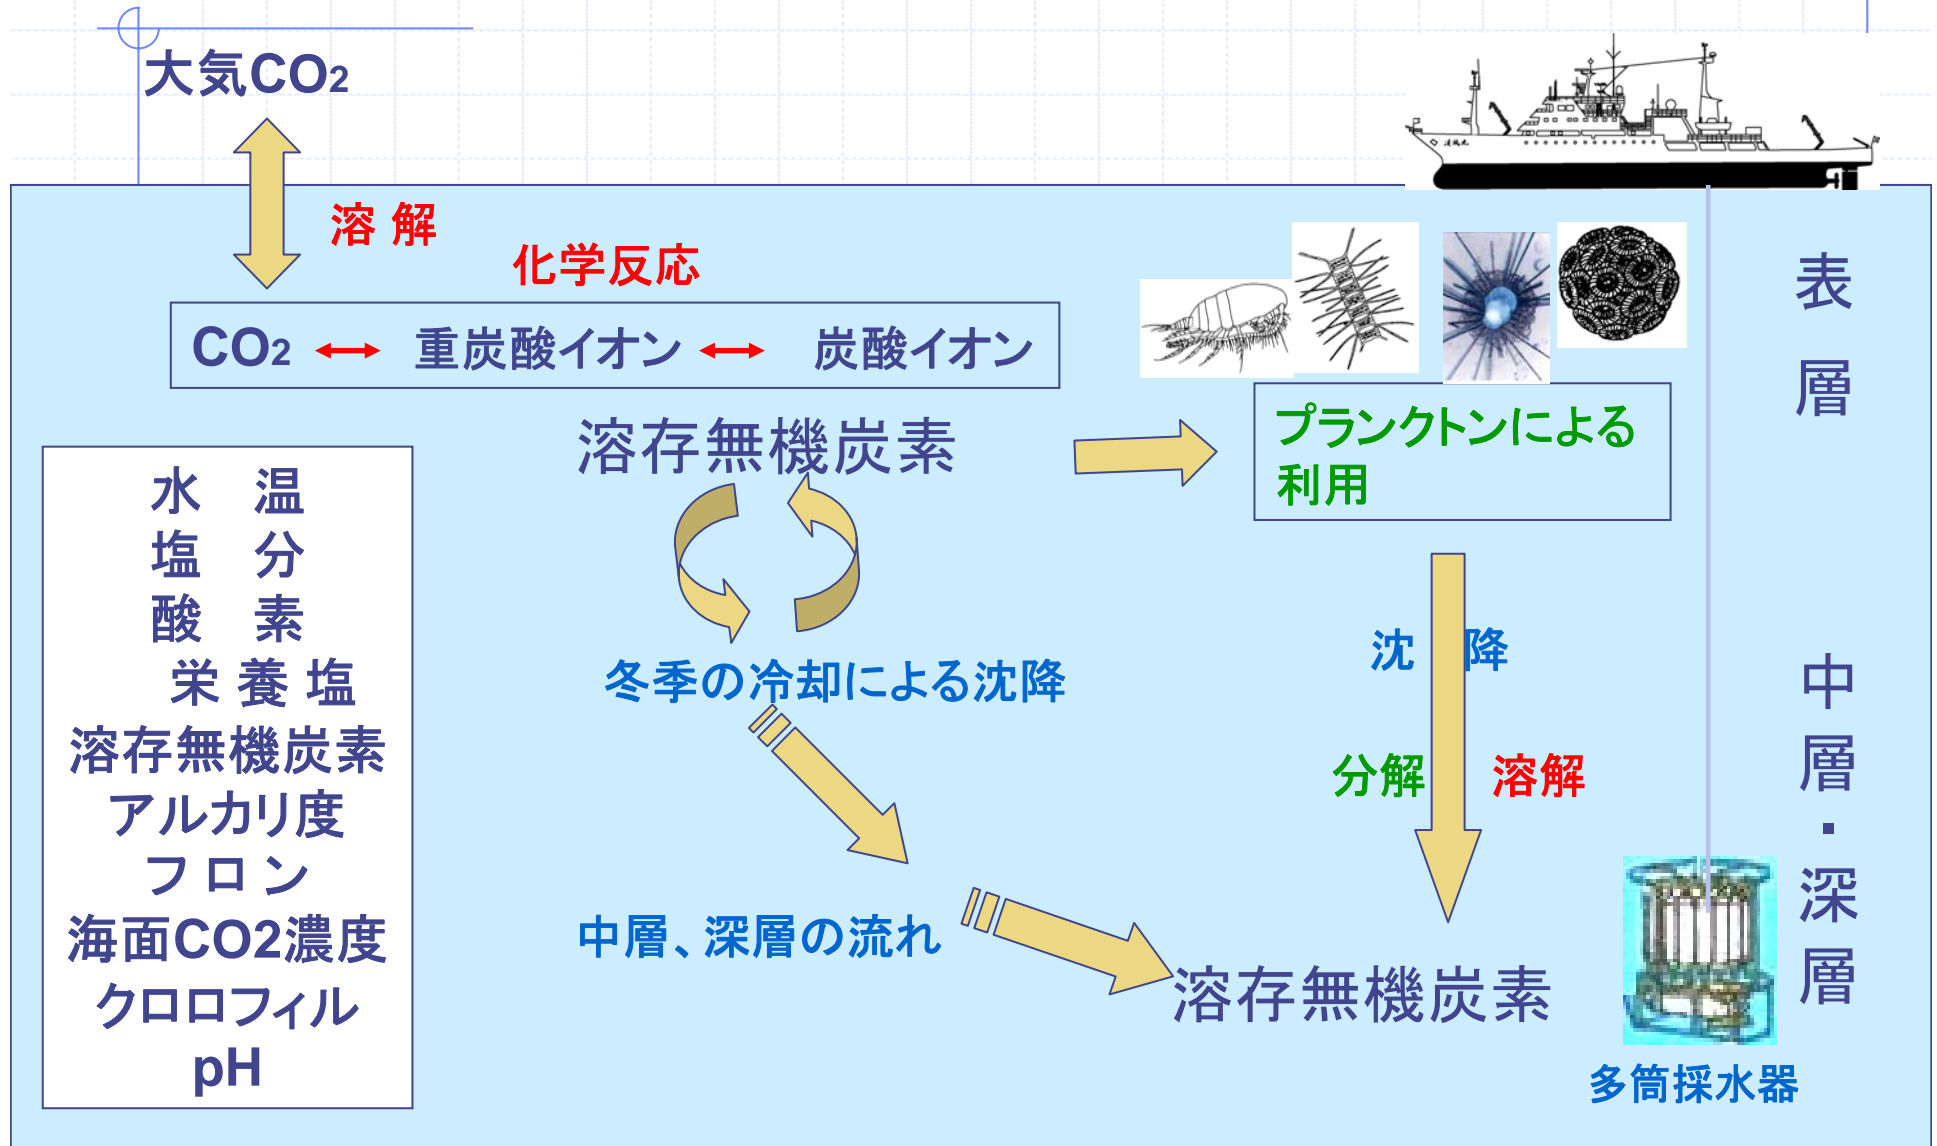 大気CO2
溶 解
化学反応
CO2 重炭酸イオン 炭酸イオン
溶存無機炭素
プランクトンによる
利用
表層
水 温
塩 分
酸 素
栄 養 塩
溶存無機炭素
アルカリ度
フ ロ ン
海面CO2濃度
クロロフィル
pH
冬季の冷却による沈降
沈 降
分解 溶解
中層・深層
中層、深層の流れ
溶存無機炭素
多筒採水器